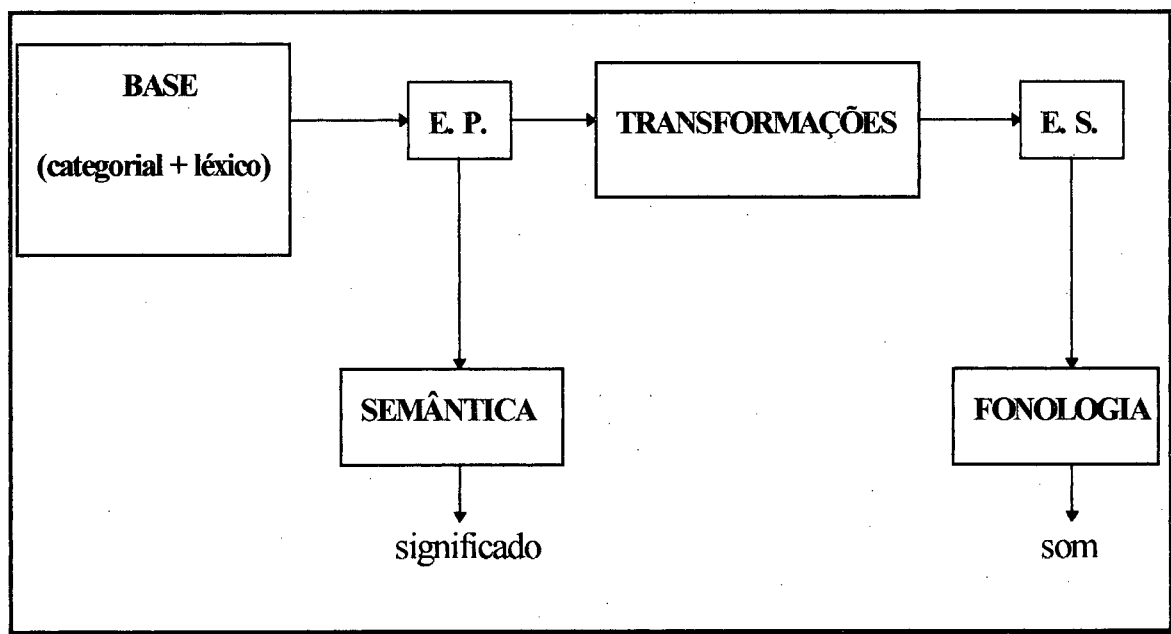 BASE
(categorial + léxico)
E. P.
TRANSFORMAÇÕES
E. S.
SEMÂNTICA
FONOLOGIA
significado
som